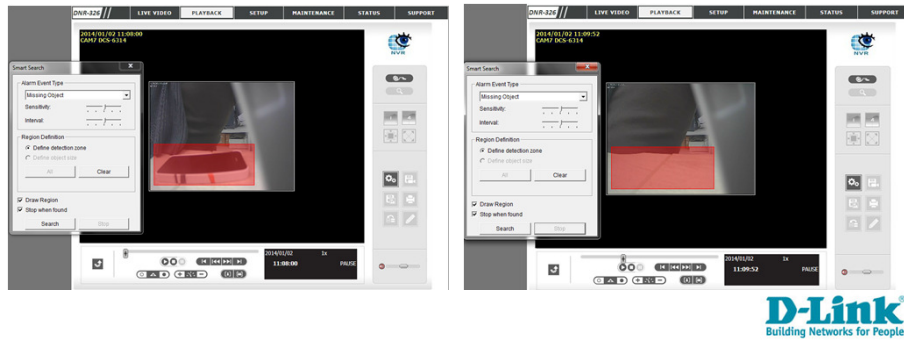 DNR-326 LIVE VIDEO PLAYBACK SETUP MAINTENANCE STATUS SUPPORT
2014/01/02 11:08:00
CAM7 DCS-6314
NVR
Smart Search X
Alarm Event Type
Missing Object
Sensitivity:
Interval:
Region Definition
Define detection zone
Define object size
All Clear
Draw Region
Stop when found
Search Stop
2014/01/02 1x
11:08:00 PAUSE
DNR-326 LIVE VIDEO PLAYBACK SETUP MAINTENANCE STATUS SUPPORT
2014/01/02 11:09:52
CAM7 DCS-6314
NVR
Smart Search
Alarm Event Type
Missing Object
Sensitivity:
Interval:
Region Definition
Define detection zone
Define object size
All Clear
Draw Region
Stop when found
Search Stop
2014/01/02 1x
11:09:52 PAUSE
D-Link®
Building Networks for People